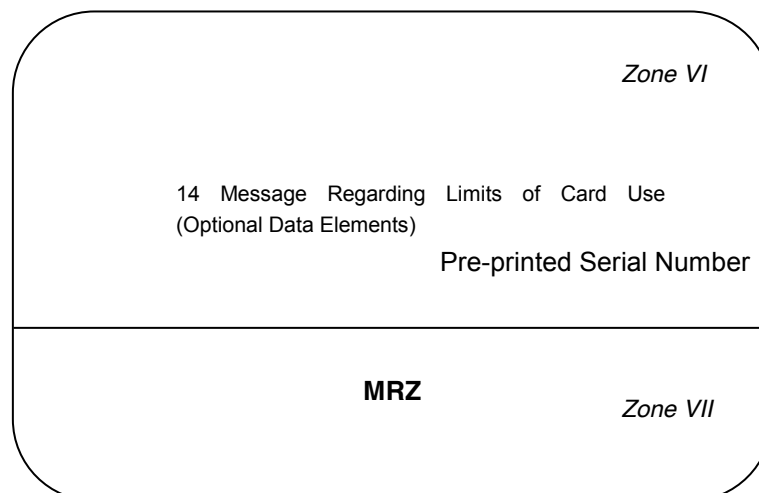 Zone VI
14 Message Regarding Limits of Card Use
(Optional Data Elements)
Pre-printed Serial Number
MRZ
Zone VII